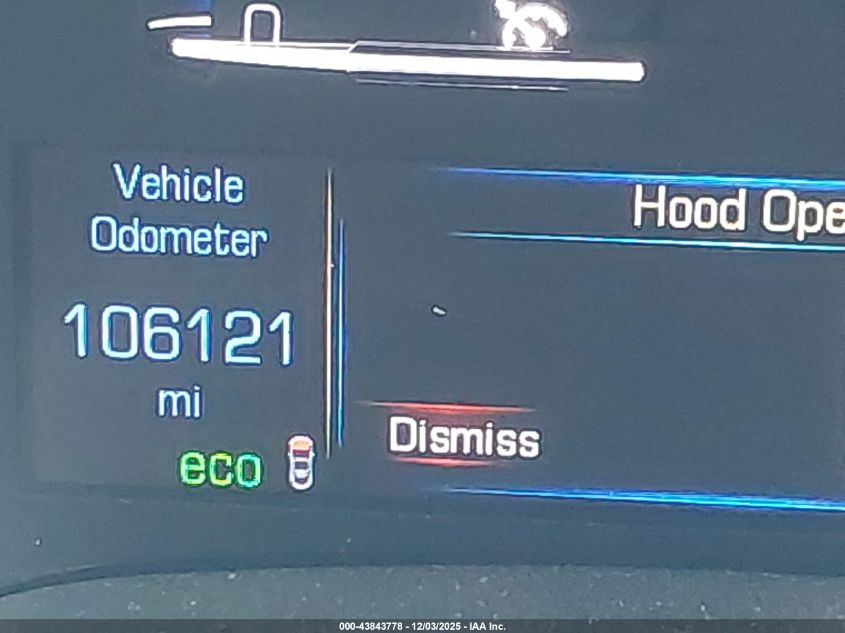 Vehicle
Odometer
106121
mi
eco
Hood Ope
Dismiss
000-43843778 - 12/03/2025 - IAA Inc.